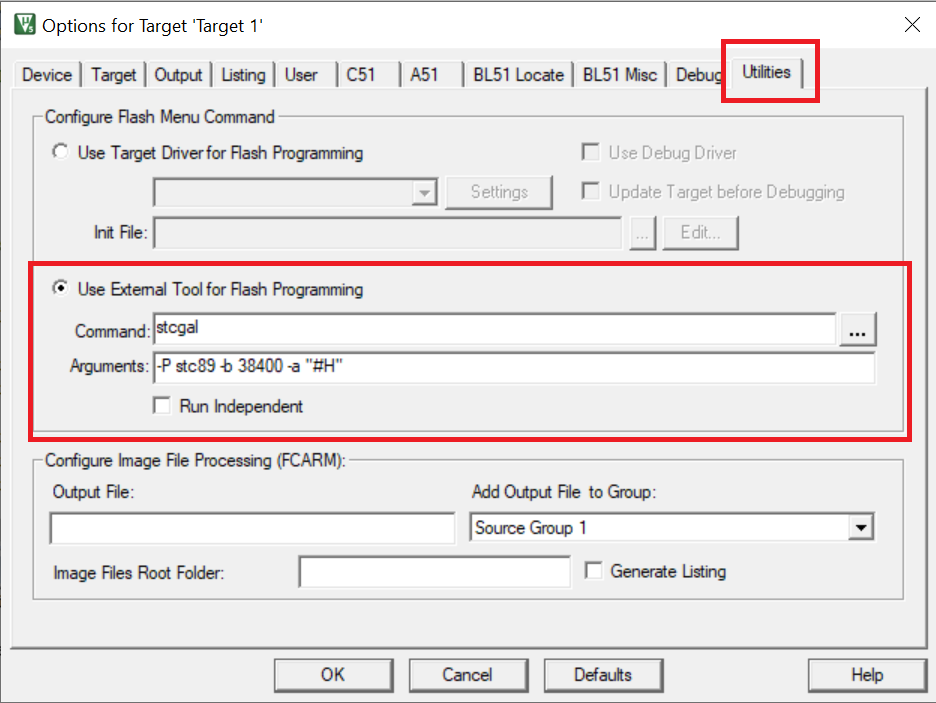 Options for Target 'Target 1'
Device Target Output Listing User C51 A51 BL51 Locate BL51 Misc Debug Utilities
Configure Flash Menu Command
Use Target Driver for Flash Programming Use Debug Driver
Settings Update Target before Debugging
Init File: ... Edit...
Use External Tool for Flash Programming
Command: stcgal ...
Arguments: -P stc89 -b 38400 -a "#H"
Run Independent
Configure Image File Processing (FCARM):
Output File: Add Output File to Group:
Source Group 1
Image Files Root Folder: Generate Listing
OK Cancel Defaults Help